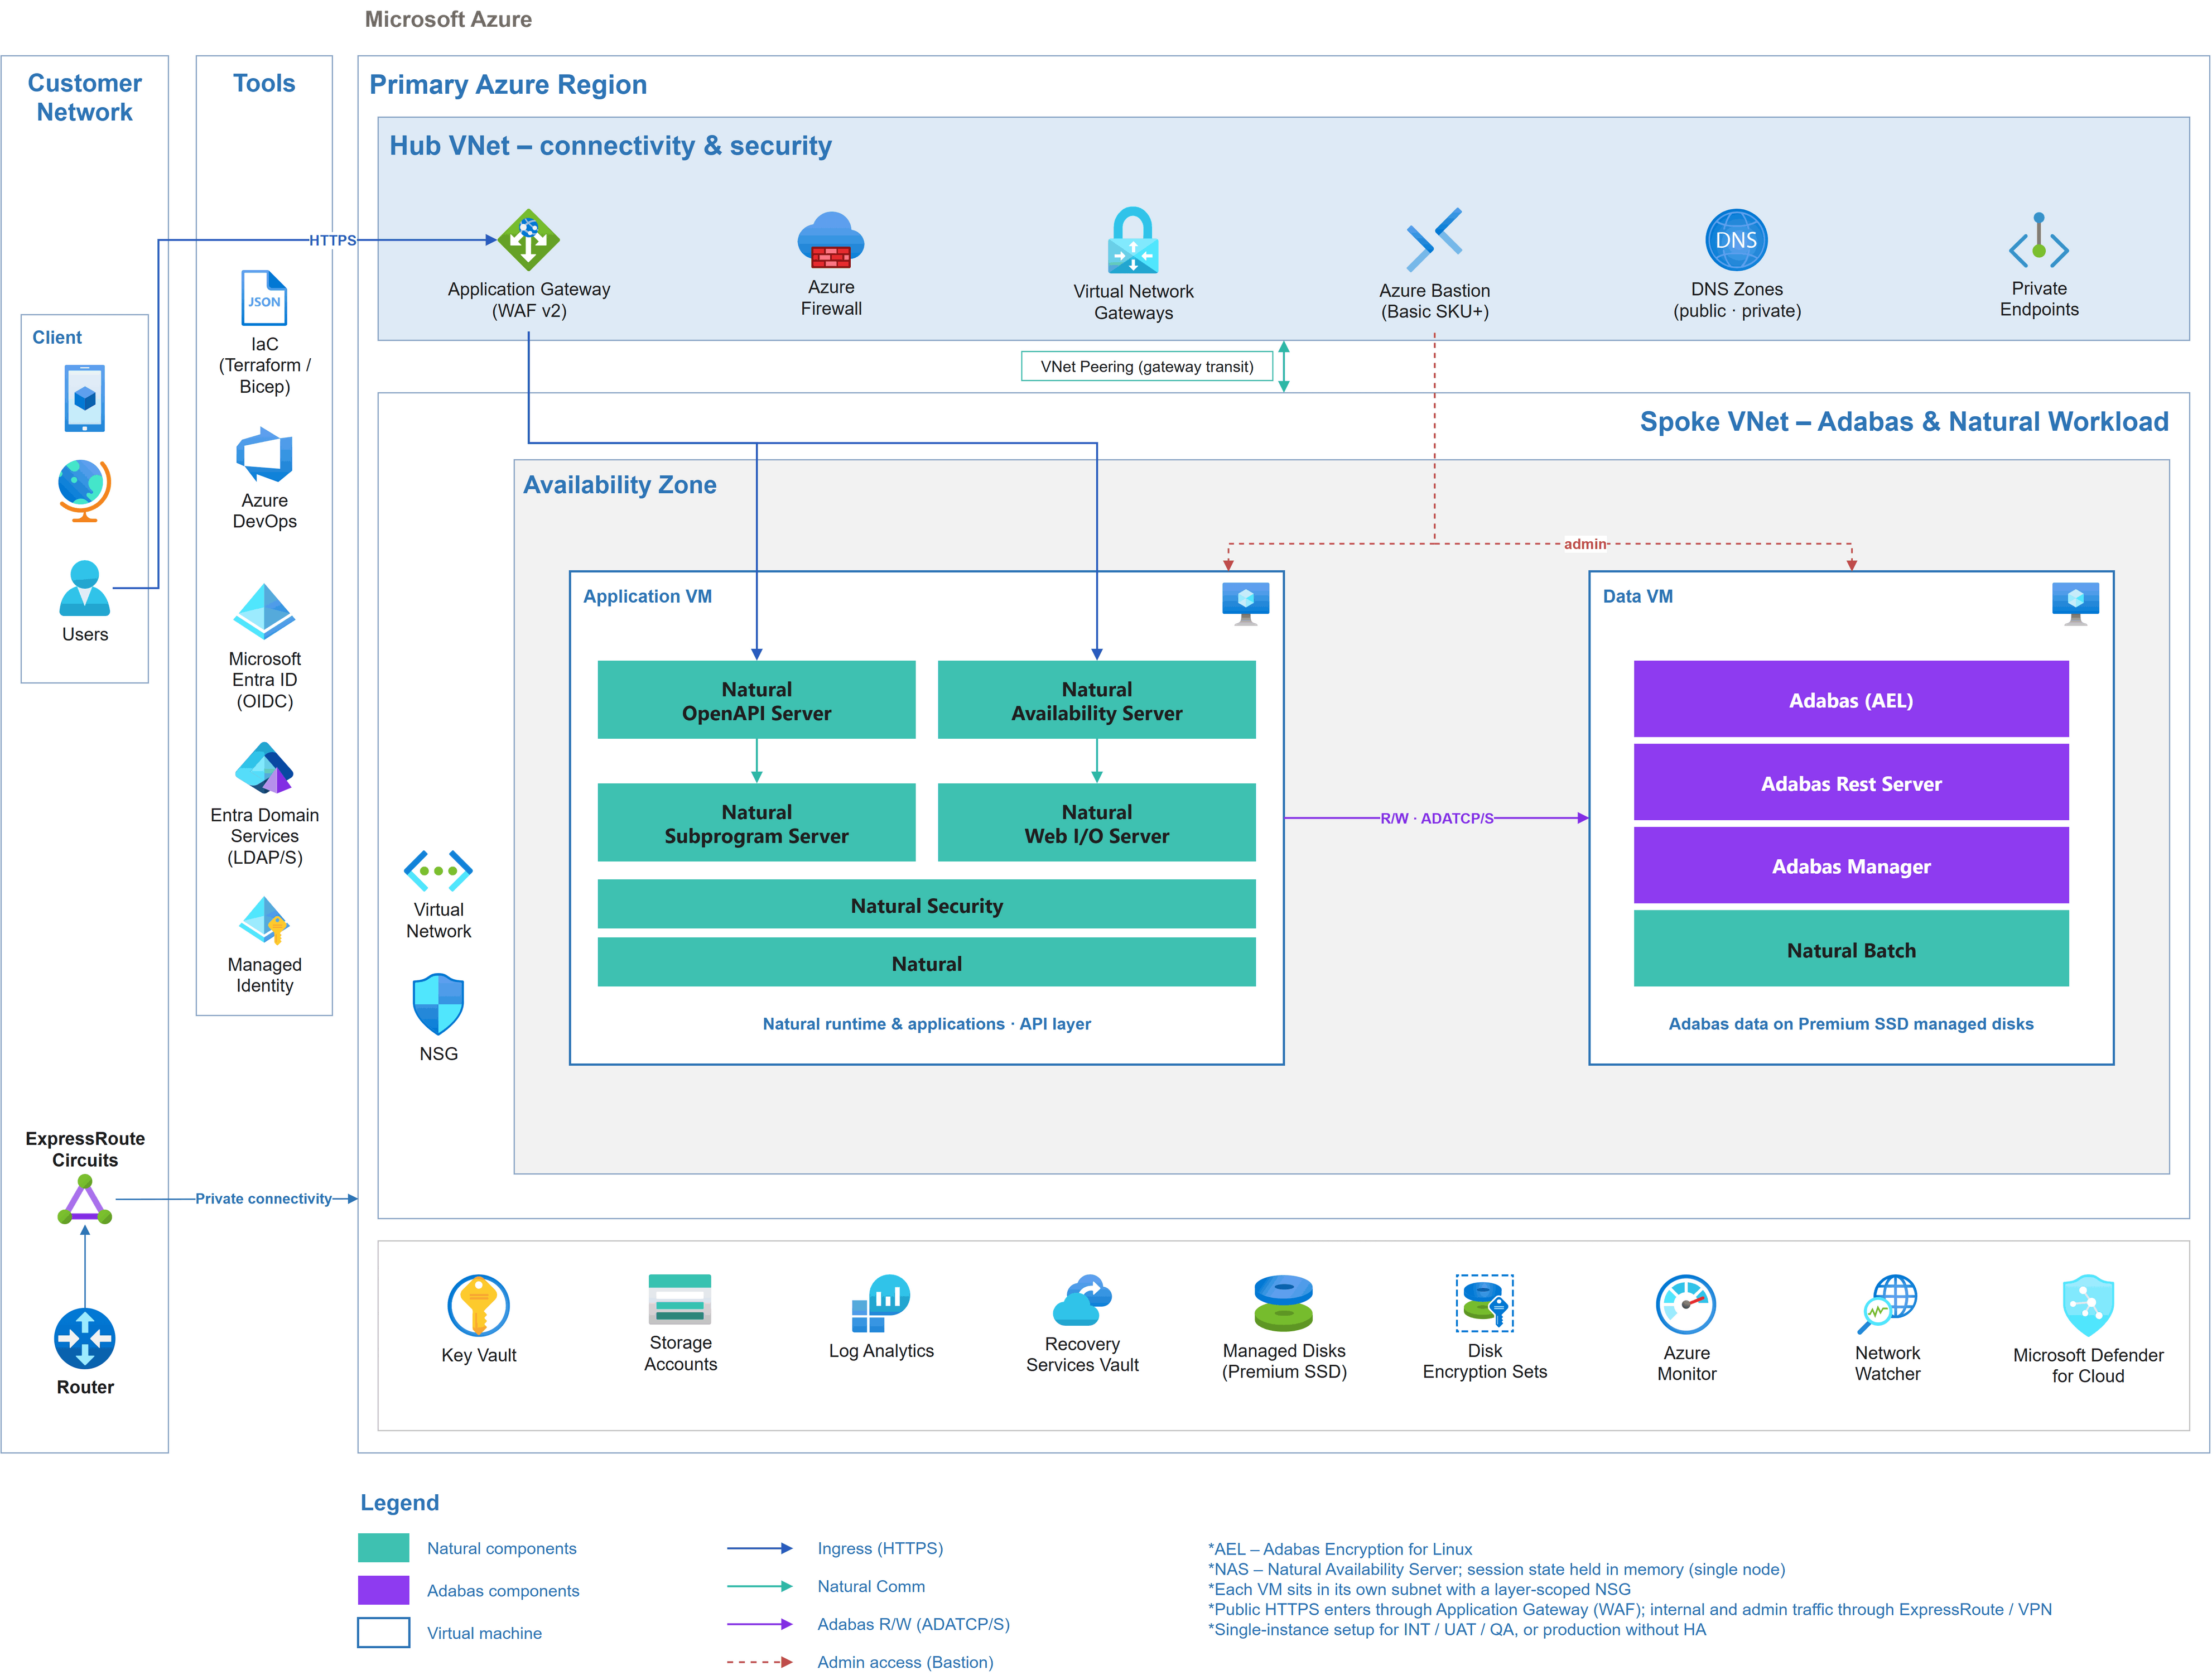 Microsoft Azure
Customer
Network
Tools
Primary Azure Region
Hub VNet – connectivity & security
HTTPS
Application Gateway
(WAF v2)
Azure
Firewall
Virtual Network
Gateways
Azure Bastion
(Basic SKU+)
DNS
DNS Zones
(public · private)
Private
Endpoints
Client
Users
JSON
IaC
(Terraform /
Bicep)
Azure
DevOps
Microsoft
Entra ID
(OIDC)
Entra Domain
Services
(LDAP/S)
Managed
Identity
VNet Peering (gateway transit)
Spoke VNet – Adabas & Natural Workload
Availability Zone
admin
Application VM
Natural
OpenAPI Server
Natural
Availability Server
Natural
Subprogram Server
Natural
Web I/O Server
Natural Security
Natural
Natural runtime & applications · API layer
R/W · ADATCP/S
Data VM
Adabas (AEL)
Adabas Rest Server
Adabas Manager
Natural Batch
Adabas data on Premium SSD managed disks
Virtual
Network
NSG
ExpressRoute
Circuits
Private connectivity
Router
Key Vault
Storage
Accounts
Log Analytics
Recovery
Services Vault
Managed Disks
(Premium SSD)
Disk
Encryption Sets
Azure
Monitor
Network
Watcher
Microsoft Defender
for Cloud
Legend
Natural components
Adabas components
Virtual machine
Ingress (HTTPS)
Natural Comm
Adabas R/W (ADATCP/S)
Admin access (Bastion)
*AEL – Adabas Encryption for Linux
*NAS – Natural Availability Server; session state held in memory (single node)
*Each VM sits in its own subnet with a layer-scoped NSG
*Public HTTPS enters through Application Gateway (WAF); internal and admin traffic through ExpressRoute / VPN
*Single-instance setup for INT / UAT / QA, or production without HA